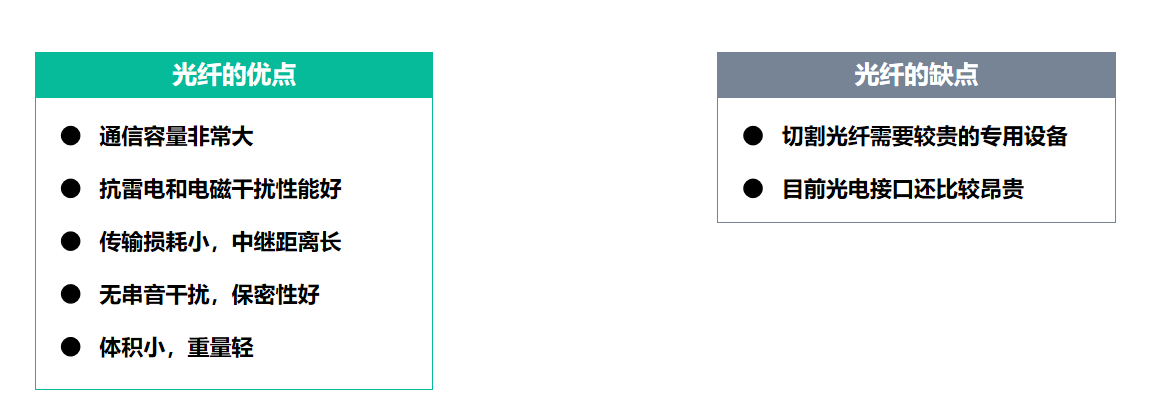 光纤的优点
● 通信容量非常大
● 抗雷电和电磁干扰性能好
● 传输损耗小，中继距离长
● 无串音干扰，保密性好
● 体积小，重量轻
光纤的缺点
● 切割光纤需要较贵的专用设备
● 目前光电接口还比较昂贵